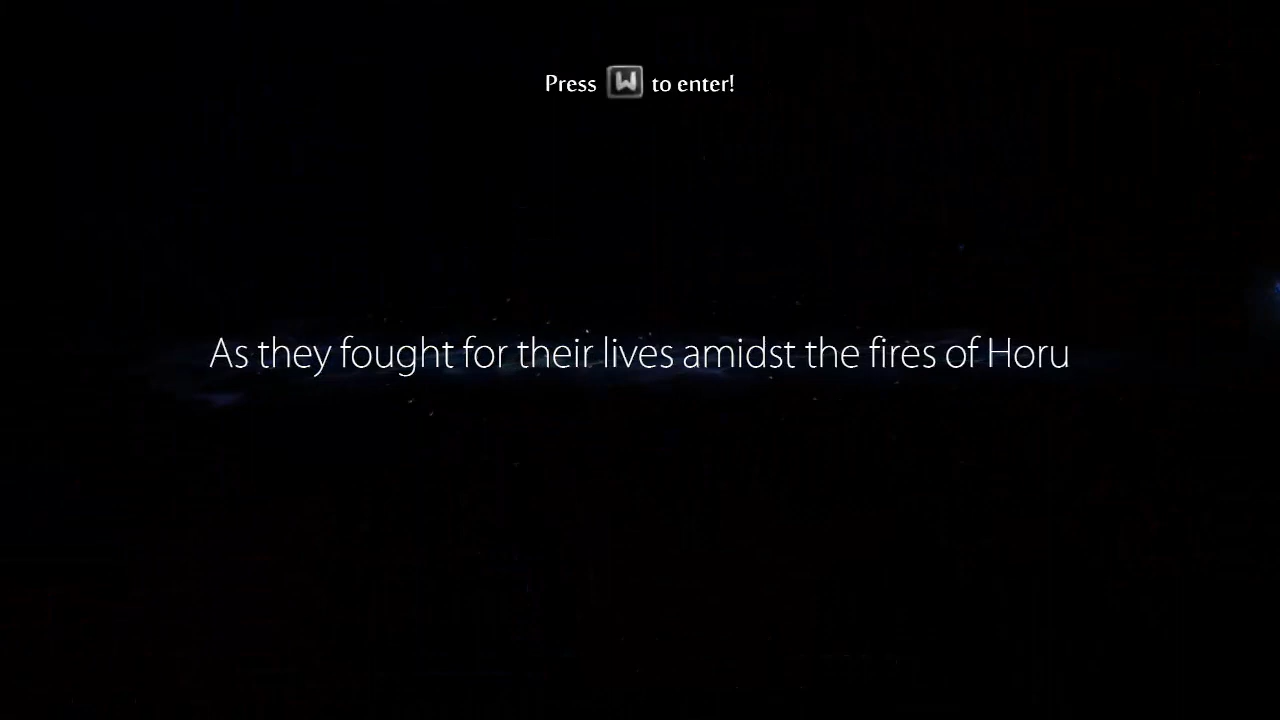 Press W to enter!
As they fought for their lives amidst the fires of Horu